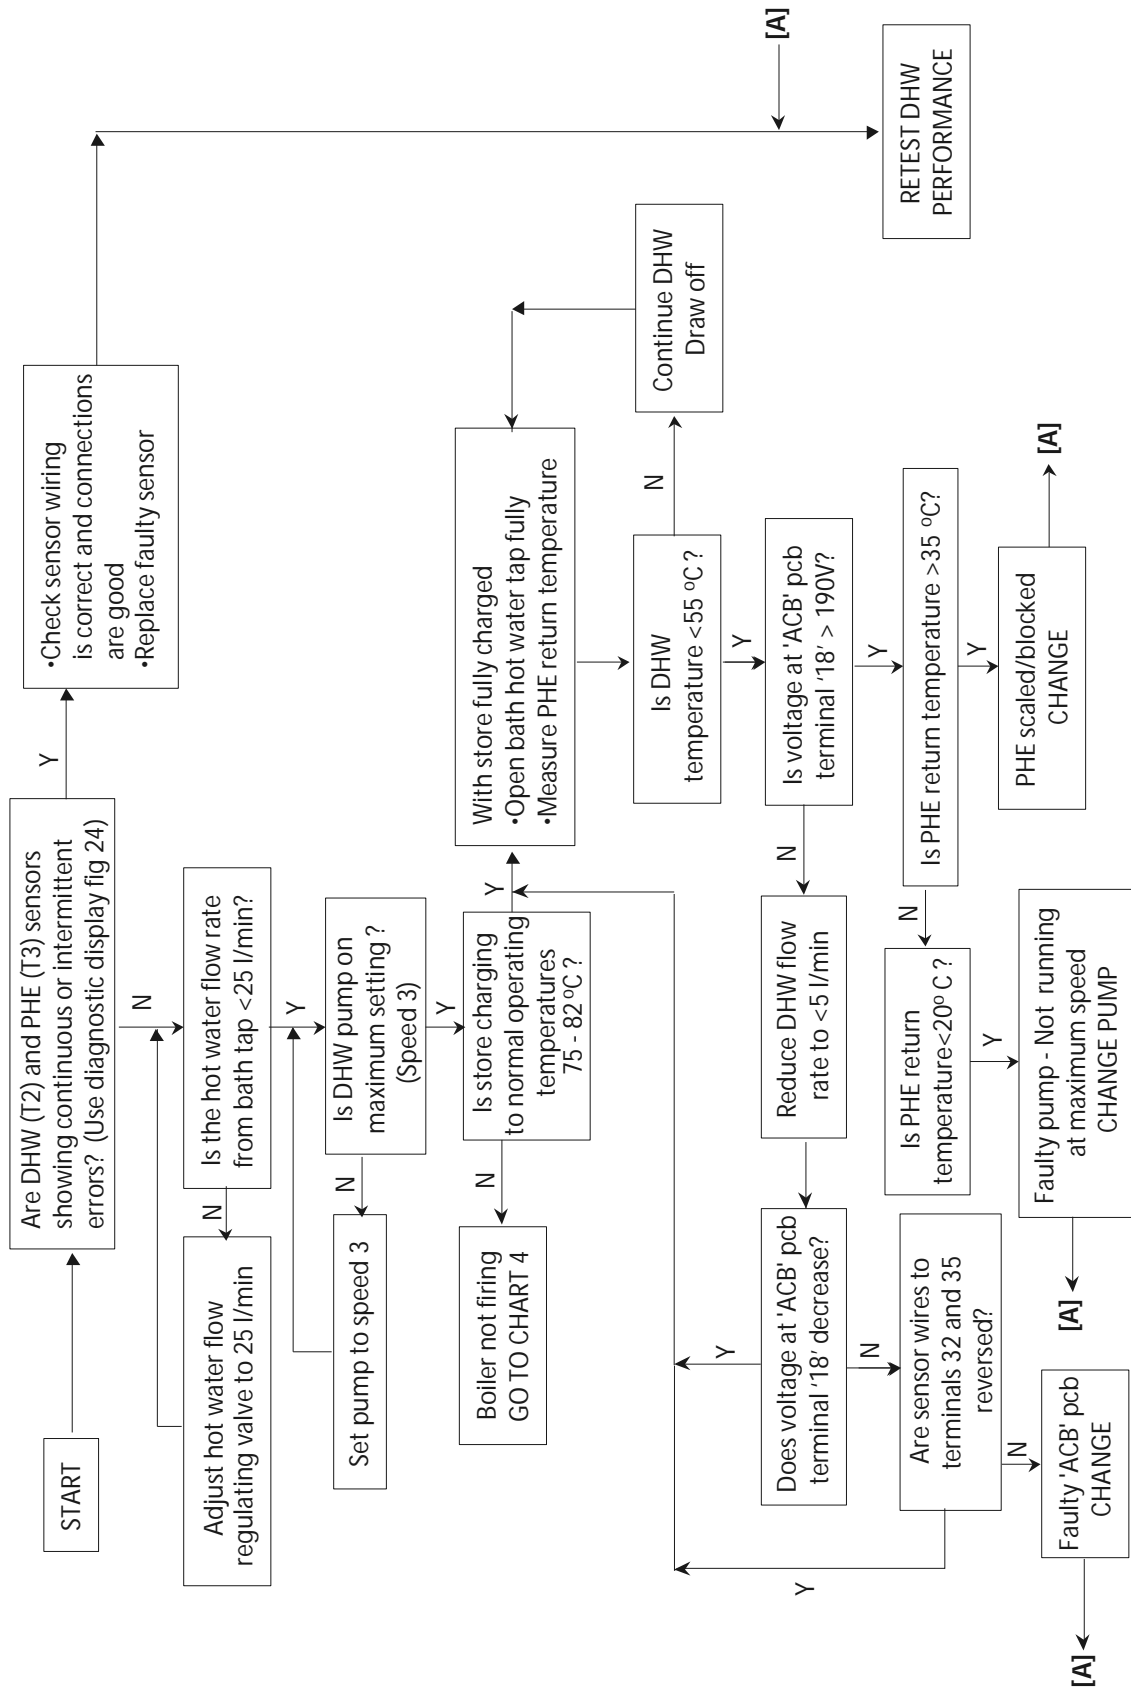 START
Are DHW (T2) and PHE (T3) sensors
showing continuous or intermittent
errors? (Use diagnostic display fig 24)
Y
•Check sensor wiring
is correct and connections
are good
•Replace faulty sensor
N
Adjust hot water flow
regulating valve to 25 l/min
N
Is the hot water flow rate
from bath tap <25 l/min?
Y
Set pump to speed 3
N
Is DHW pump on
maximum setting ?
(Speed 3)
Y
Boiler not firing
GO TO CHART 4
N
Is store charging
to normal operating
temperatures
75 - 82 ºC ?
Y
With store fully charged
•Open bath hot water tap fully
•Measure PHE return temperature
Is DHW
temperature <55 ºC ?
N
Continue DHW
Draw off
Y
Is voltage at 'ACB' pcb
terminal ‘18’ > 190V?
N
Reduce DHW flow
rate to <5 l/min
Does voltage at 'ACB' pcb
terminal ‘18’ decrease?
Y
N
Are sensor wires to
terminals 32 and 35
reversed?
Y
N
Faulty 'ACB' pcb
CHANGE
[A]
Y
Is PHE return temperature >35 ºC?
N
Is PHE return
temperature<20º C ?
Y
Faulty pump - Not running
at maximum speed
CHANGE PUMP
[A]
Y
PHE scaled/blocked
CHANGE
[A]
[A]
RETEST DHW
PERFORMANCE